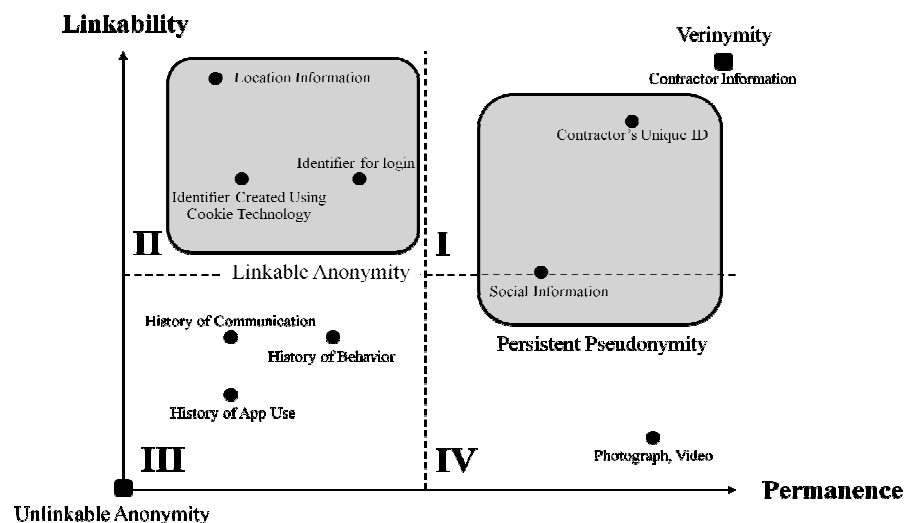 Linkability
Verinymity
Location Information
Contractor Information
Contractor's Unique ID
Identifier for login
Identifier Created Using
Cookie Technology
II
I
Linkable Anonymity
Social Information
History of Communication
Persistent Pseudonymity
History of Behavior
History of App Use
III
IV
Photograph, Video
Permanence
Unlinkable Anonymity